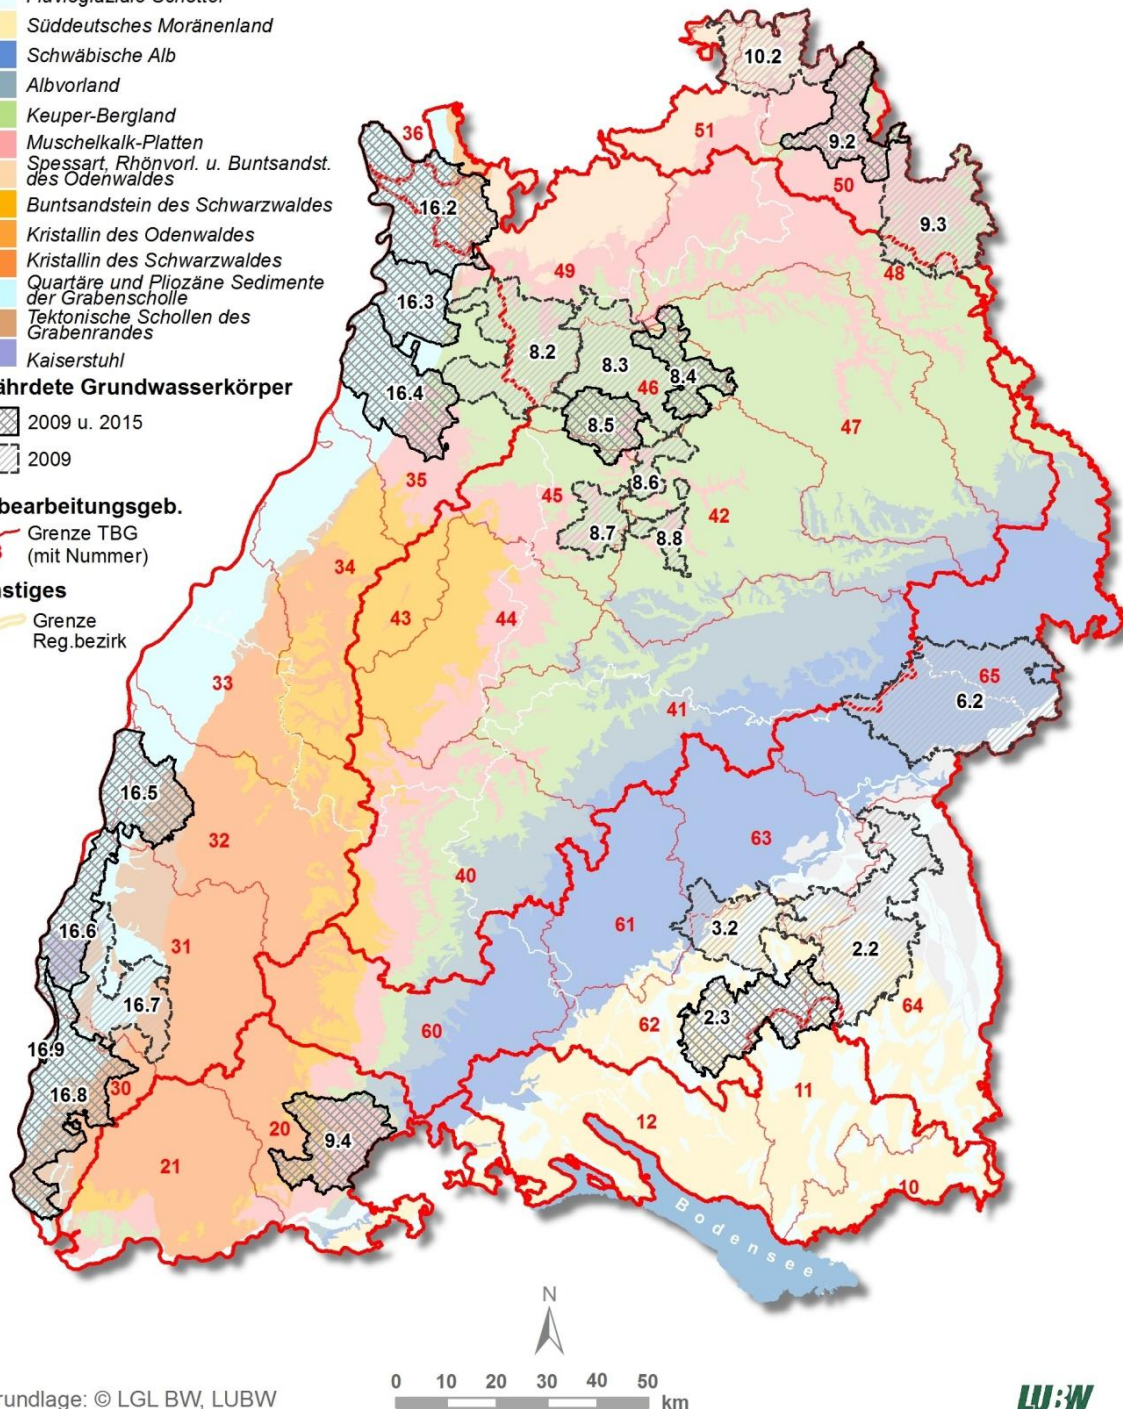 Süddeutsches Moränenland
Schwäbische Alb
Albvorland
Keuper-Bergland
Muschelkalk-Platten
Spessart, Rhönvorl. u. Buntsandst.
des Odenwaldes
Buntsandstein des Schwarzwaldes
Kristallin des Odenwaldes
Kristallin des Schwarzwaldes
Quartäre und Pliozäne Sedimente
der Grabenscholle
Tektonische Schollen des
Grabenrandes
Kaiserstuhl
ährdete Grundwasserkörper
2009 u. 2015
2009
bearbeitungsgeb.
Grenze TBG
(mit Nummer)
nstiges
Grenze
Reg.bezirk
10.2
51
36
9.2
50
16.2
9.3
49
48
16.3
8.2
8.3
8.4
46
16.4
8.5
47
35
45
8.6
42
8.7
8.8
34
43
44
33
65
6.2
41
16.5
32
63
40
16.6
61
3.2
31
2.2
16.7
64
2.3
62
60
16.9
30
16.8
11
12
20
9.4
21
10
Bodensee
N
0 10 20 30 40 50
km
rundlage: © LGL BW, LUBW
LUBW